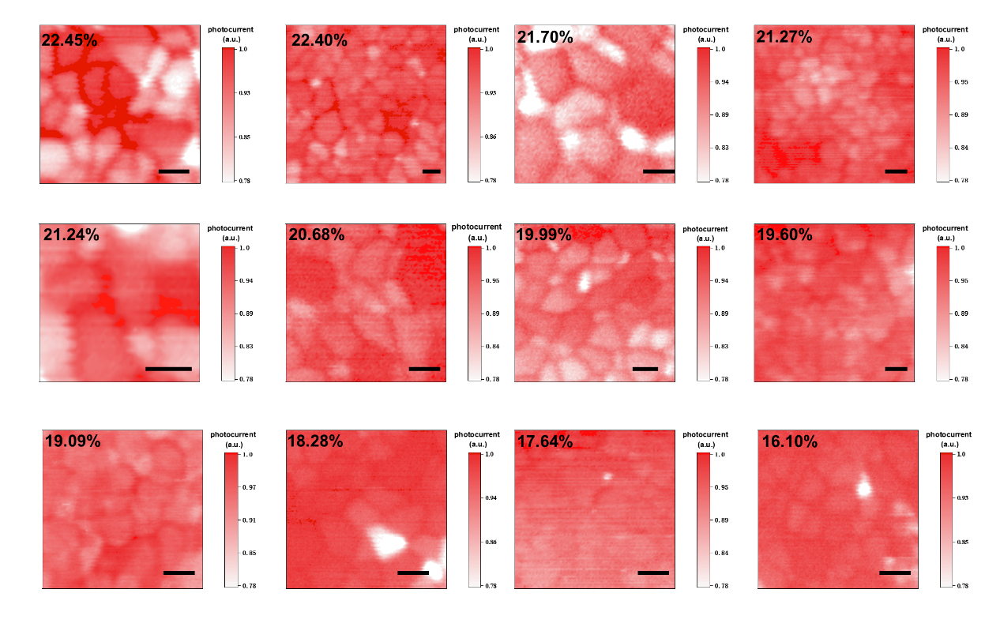 22.45%
photocurrent
(a.u.)
1.0
0.93
0.85
0.78
22.40%
photocurrent
(a.u.)
1.0
0.93
0.86
0.78
21.70%
photocurrent
(a.u.)
1.0
0.94
0.89
0.83
0.78
21.27%
photocurrent
(a.u.)
1.0
0.95
0.89
0.84
0.78
21.24%
photocurrent
(a.u.)
1.0
0.94
0.89
0.83
0.78
20.68%
photocurrent
(a.u.)
1.0
0.95
0.89
0.84
0.78
19.99%
photocurrent
(a.u.)
1.0
0.95
0.89
0.84
0.78
19.60%
photocurrent
(a.u.)
1.0
0.95
0.89
0.84
0.78
19.09%
photocurrent
(a.u.)
1.0
0.97
0.91
0.85
0.78
18.28%
photocurrent
(a.u.)
1.0
0.94
0.86
0.78
17.64%
photocurrent
(a.u.)
1.0
0.95
0.89
0.84
0.78
16.10%
photocurrent
(a.u.)
1.0
0.93
0.85
0.78